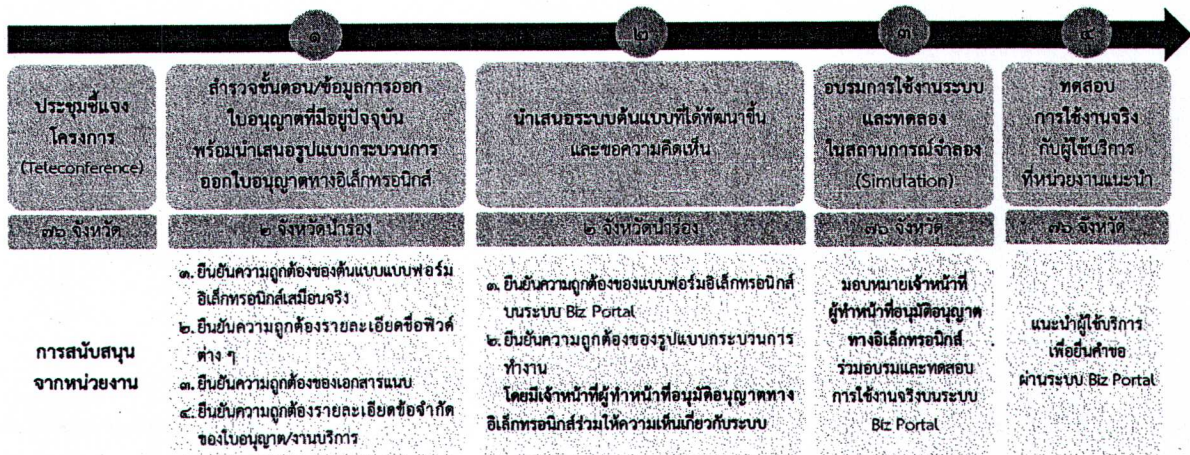 ๑
๒
๓
๔
ประชุมชี้แจง
โครงการ
(Teleconference)
สำรวจขั้นตอน/ข้อมูลการออก
ใบอนุญาตที่มีอยู่ปัจจุบัน
พร้อมนำเสนอรูปแบบกระบวนการ
ออกใบอนุญาตทางอิเล็กทรอนิกส์
นำเสนอระบบต้นแบบที่ได้พัฒนาขึ้น
และขอความคิดเห็น
อบรมการใช้งานระบบ
และทดลอง
ในสถานการณ์จำลอง
(Simulation)
ทดสอบ
การใช้งานจริง
กับผู้ใช้บริการ
ที่หน่วยงานแนะนำ
๗๖ จังหวัด
๒ จังหวัดนำร่อง
๒ จังหวัดนำร่อง
๗๖ จังหวัด
๗๖ จังหวัด
การสนับสนุน
จากหน่วยงาน
๑. ยืนยันความถูกต้องของต้นแบบแบบฟอร์ม
อิเล็กทรอนิกส์เสมือนจริง
๒. ยืนยันความถูกต้องรายละเอียดชื่อฟิวด์
ต่าง ๆ
๓. ยืนยันความถูกต้องของเอกสารแนบ
๔. ยืนยันความถูกต้องรายละเอียดข้อจำกัด
ของใบอนุญาต/งานบริการ
๑. ยืนยันความถูกต้องของแบบฟอร์มอิเล็กทรอนิกส์
บนระบบ Biz Portal
๒. ยืนยันความถูกต้องของรูปแบบกระบวนการ
ทำงาน
โดยมีเจ้าหน้าที่ผู้ทำหน้าที่อนุมัติอนุญาตทาง
อิเล็กทรอนิกส์ร่วมให้ความเห็นเกี่ยวกับระบบ
มอบหมายเจ้าหน้าที่
ผู้ทำหน้าที่อนุมัติอนุญาต
ทางอิเล็กทรอนิกส์
ร่วมอบรมและทดสอบ
การใช้งานจริงบนระบบ
Biz Portal
แนะนำผู้ใช้บริการ
เพื่อยื่นคำขอ
ผ่านระบบ Biz Portal